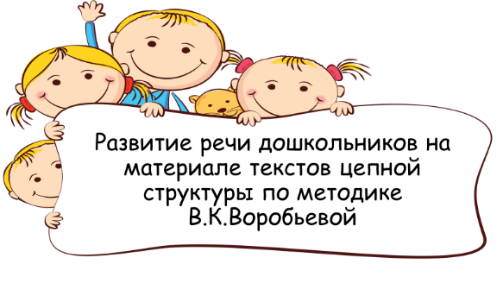 Развитие речи дошкольников на
материале текстов цепной
структуры по методике
В.К.Воробьевой